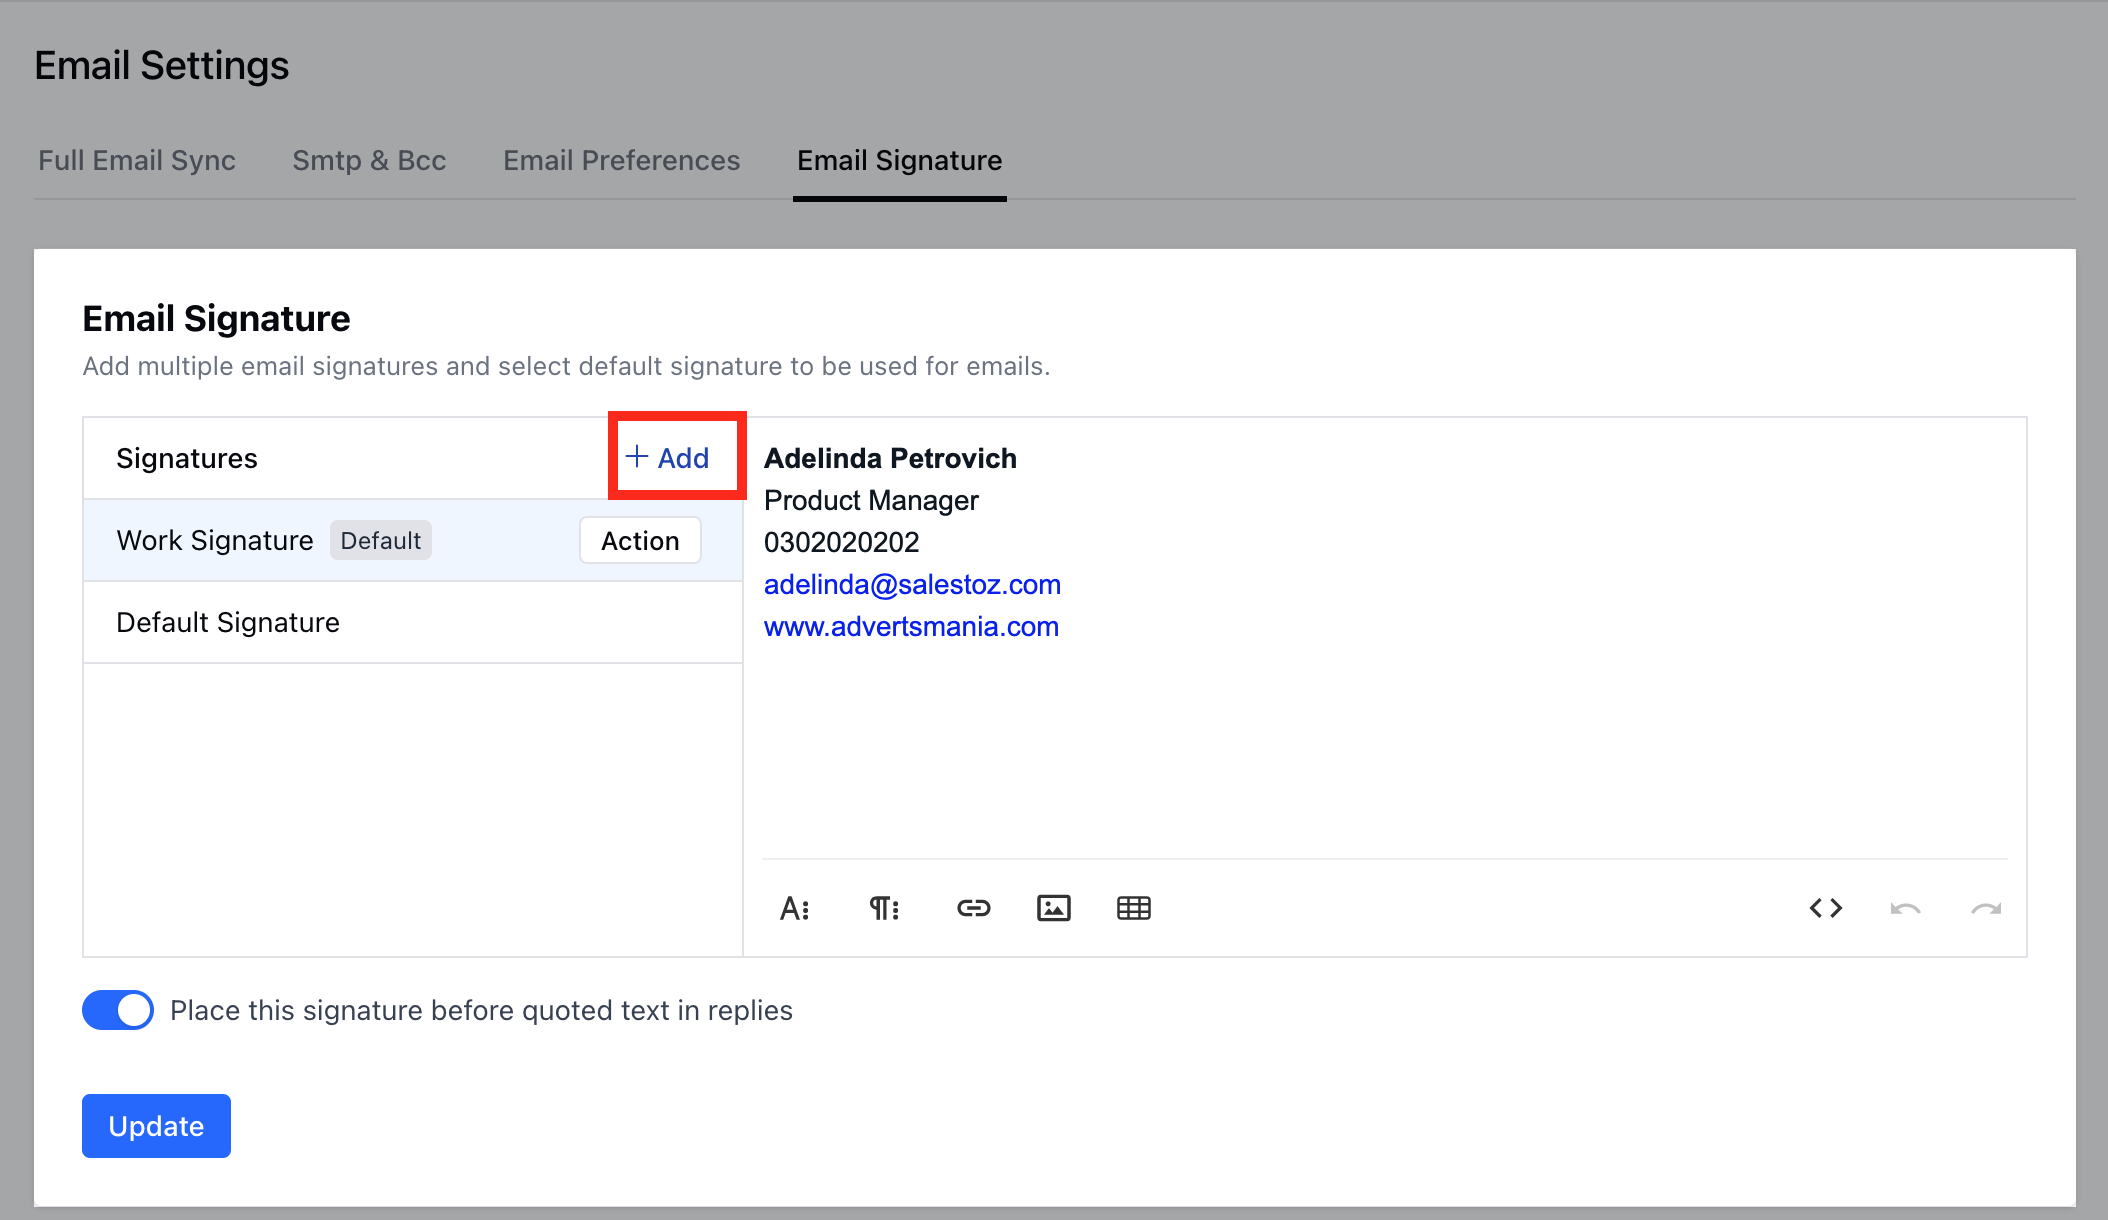 Email Settings
Full Email Sync Smtp & Bcc Email Preferences Email Signature
Email Signature
Add multiple email signatures and select default signature to be used for emails.
Signatures + Add
Work Signature Default Action
Default Signature
Adelinda Petrovich
Product Manager
0302020202
adelinda@salestoz.com
www.advertsmania.com
Place this signature before quoted text in replies
Update